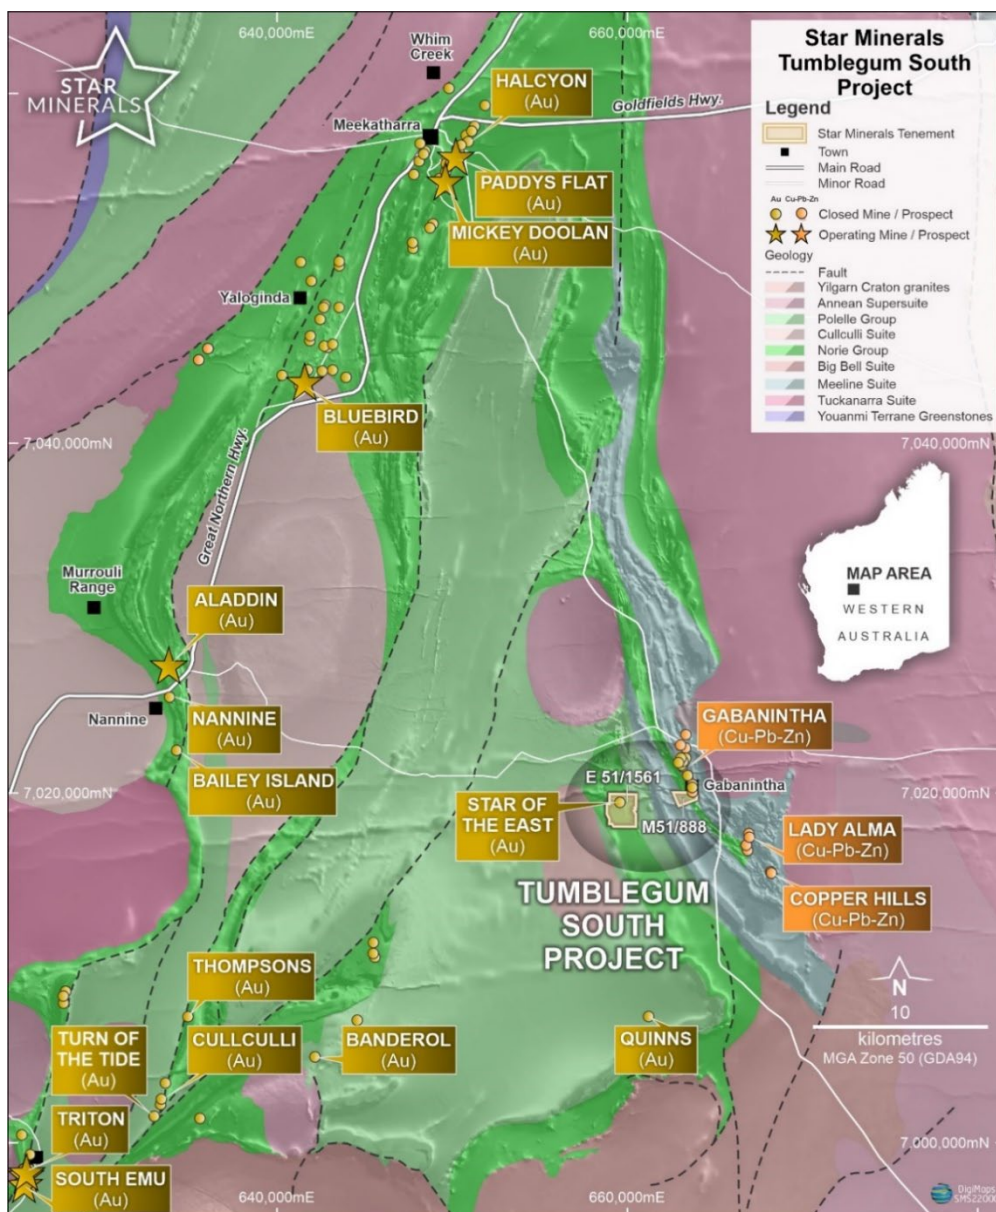 640,000mE
660,000mE
STAR
MINERALS
Whim
Creek
HALCYON
(Au)
Goldfields Hwy.
Meekatharra
PADDYS FLAT
(Au)
MICKEY DOOLAN
(Au)
Yaloginda
BLUEBIRD
(Au)
Great Northern Hwy.
Star Minerals
Tumblegum South
Project
Legend
Star Minerals Tenement
Town
Main Road
Minor Road
Au Cu-Pb-Zn
Closed Mine / Prospect
Operating Mine / Prospect
Geology
Fault
Yilgarn Craton granites
Annean Supersuite
Polelle Group
Cullculli Suite
Norie Group
Big Bell Suite
Meeline Suite
Tuckanarra Suite
Youanmi Terrane Greenstones
7,040,000mN
7,040,000mN
MAP AREA
WESTERN
AUSTRALIA
Murrouli
Range
ALADDIN
(Au)
Nannine
NANNINE
(Au)
BAILEY ISLAND
(Au)
GABANINTHA
(Cu-Pb-Zn)
E 51/1561
Gabanintha
7,020,000mN
7,020,000mN
STAR OF
THE EAST
(Au)
M51/888
LADY ALMA
(Cu-Pb-Zn)
COPPER HILLS
(Cu-Pb-Zn)
TUMBLEGUM
SOUTH
PROJECT
THOMPSONS
(Au)
TURN OF
THE TIDE
(Au)
CULLCULLI
(Au)
BANDEROL
(Au)
QUINNS
(Au)
N
10
kilometres
MGA Zone 50 (GDA94)
TRITON
(Au)
SOUTH EMU
(Au)
7,000,000mN
640,000mE
660,000mE
DigiMaps